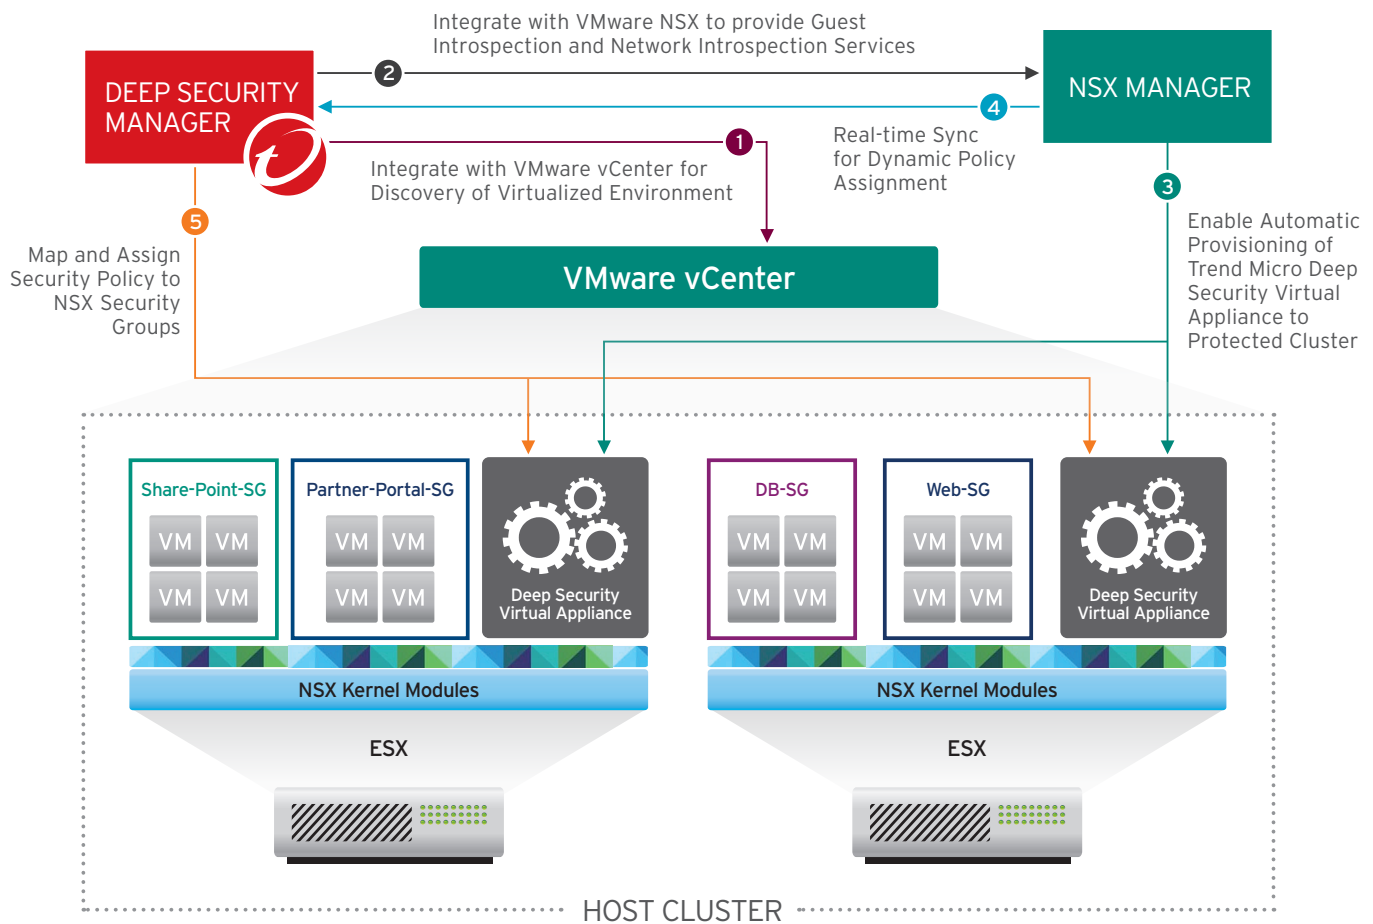 Integrate with VMware NSX to provide Guest
Introspection and Network Introspection Services
DEEP SECURITY
MANAGER
2
NSX MANAGER
4
Real-time Sync
for Dynamic Policy
Assignment
1
Integrate with VMware vCenter for
Discovery of Virtualized Environment
3
Enable Automatic
Provisioning of
Trend Micro Deep
Security Virtual
Appliance to
Protected Cluster
5
Map and Assign
Security Policy to
NSX Security
Groups
VMware vCenter
Share-Point-SG
VM VM
VM VM
Partner-Portal-SG
VM VM
VM VM
Deep Security
Virtual Appliance
DB-SG
VM VM
VM VM
Web-SG
VM VM
VM VM
Deep Security
Virtual Appliance
NSX Kernel Modules
NSX Kernel Modules
ESX
ESX
HOST CLUSTER